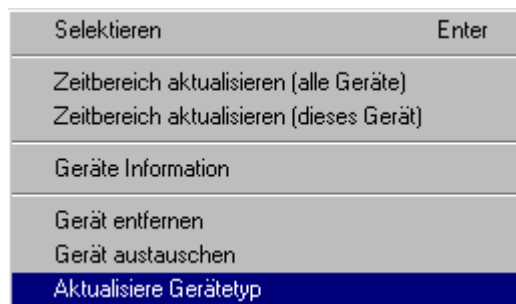 Selektieren Enter
Zeitbereich aktualisieren (alle Geräte)
Zeitbereich aktualisieren (dieses Gerät)
Geräte Information
Gerät entfernen
Gerät austauschen
Aktualisiere Gerätetyp